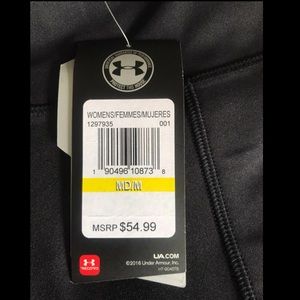 WOMENS/FEMMES/MUJERES
1297935 001
1 90496 10873 8
MD/M
MSRP $54.99
UA.COM
©2016 Under Armour, Inc.